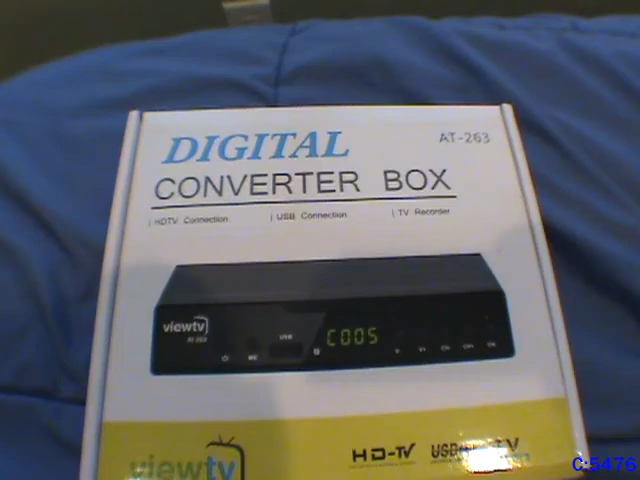 DIGITAL
AT-263
CONVERTER BOX
| HDTV Connection | USB Connection | TV Recorder
viewtv
AT-263
USB
C005
viewtv
HD-TV USB
C:5476